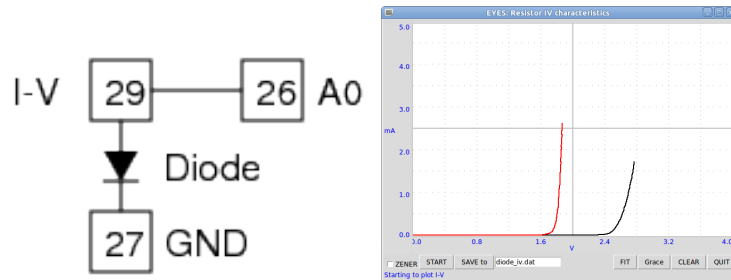 I-V 29 26 A0
Diode
27 GND
EYES: Resistor IV characteristics
5.0
4.0
3.0
mA
2.0
1.0
0.0
0.0 0.8 1.6 2.4 3.2 4.0
V
ZENER START SAVE to diode_iv.dat FIT Grace CLEAR QUIT
Starting to plot I-V